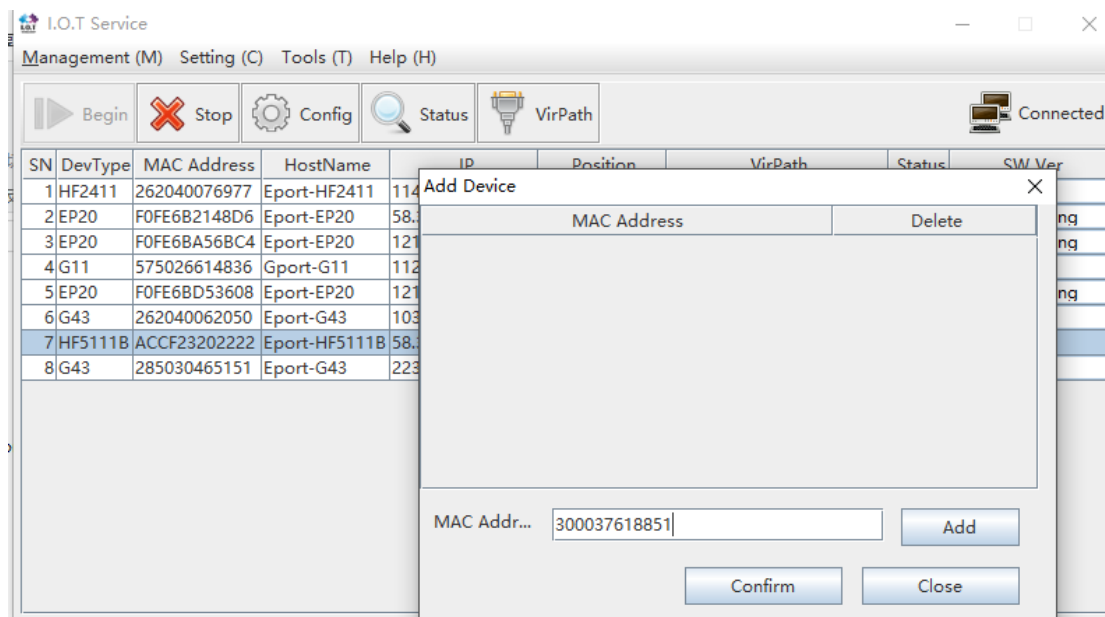 I.O.T Service
Management (M) Setting (C) Tools (T) Help (H)
Begin Stop Config Status VirPath Connected
SN DevType MAC Address HostName IP Position VirPath Status SW Ver
1 HF2411 262040076977 Eport-HF2411 114
2 EP20 F0FE6B2148D6 Eport-EP20 58. ng
3 EP20 F0FE6BA56BC4 Eport-EP20 121 ng
4 G11 575026614836 Gport-G11 112
5 EP20 F0FE6BD53608 Eport-EP20 121 ng
6 G43 262040062050 Eport-G43 103
7 HF5111B ACCF23202222 Eport-HF5111B 58.
8 G43 285030465151 Eport-G43 223
Add Device
MAC Address Delete
MAC Addr... 300037618851 Add
Confirm Close